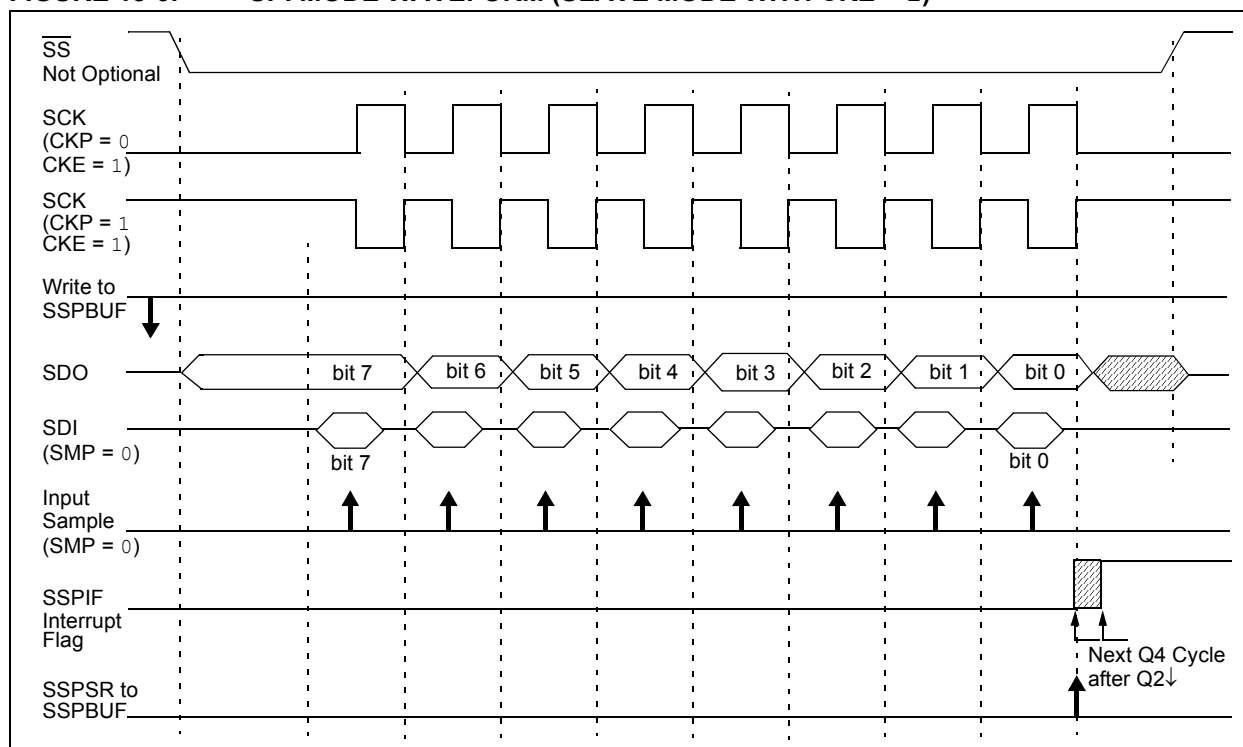 SS
Not Optional
SCK
(CKP = 0
CKE = 1)
SCK
(CKP = 1
CKE = 1)
Write to
SSPBUF
SDO
bit 7 bit 6 bit 5 bit 4 bit 3 bit 2 bit 1 bit 0
SDI
(SMP = 0)
bit 7 bit 0
Input
Sample
(SMP = 0)
SSPIF
Interrupt
Flag
Next Q4 Cycle
after Q2↓
SSPSR to
SSPBUF